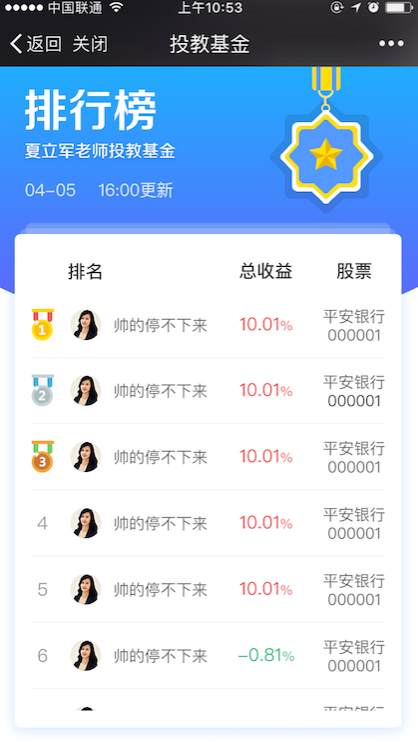 中国联通 上午10:53
返回 关闭 投教基金
排行榜
夏立军老师投教基金
04-05 16:00更新
排名 总收益 股票
1 帅的停不下来 10.01% 平安银行
000001
2 帅的停不下来 10.01% 平安银行
000001
3 帅的停不下来 10.01% 平安银行
000001
4 帅的停不下来 10.01% 平安银行
000001
5 帅的停不下来 10.01% 平安银行
000001
6 帅的停不下来 -0.81% 平安银行
000001